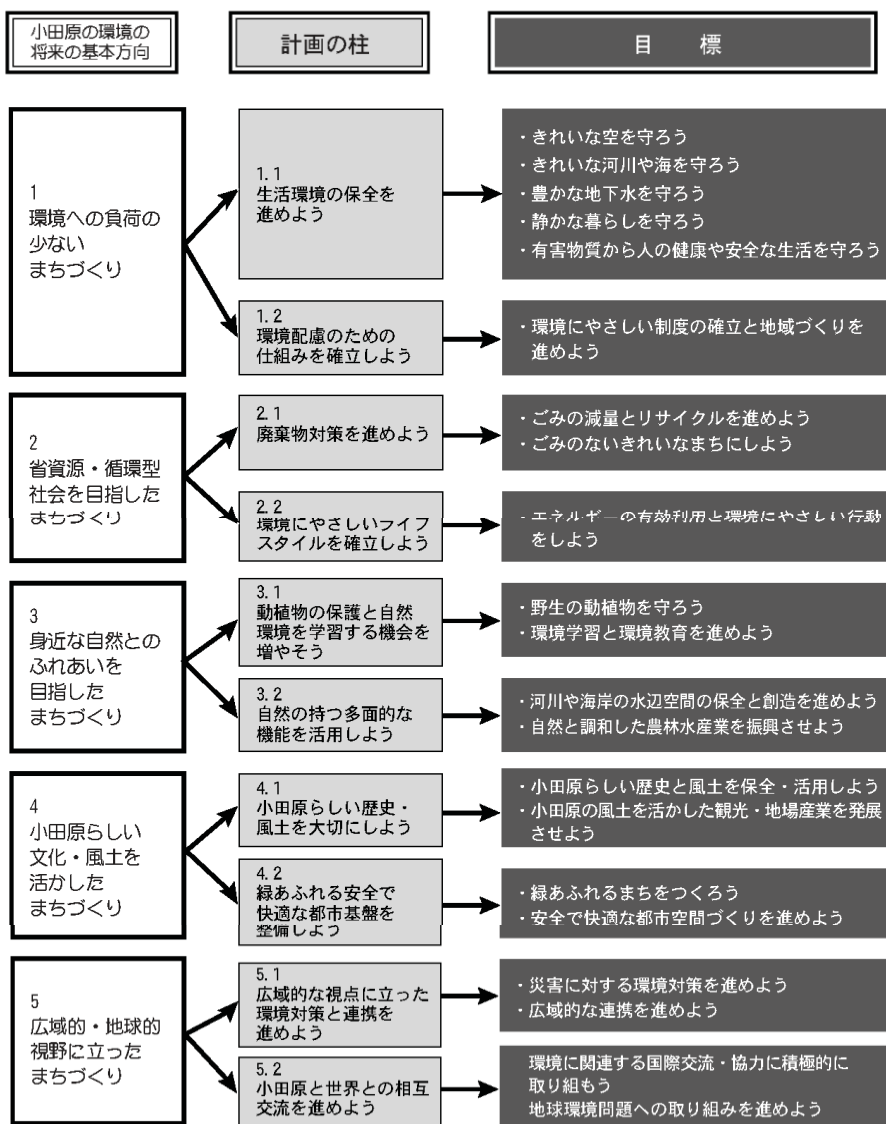 小田原の環境の
将来の基本方向
計画の柱
目 標
1
環境への負荷の
少ない
まちづくり
1.1
生活環境の保全を
進めよう
・きれいな空を守ろう
・きれいな河川や海を守ろう
・豊かな地下水を守ろう
・静かな暮らしを守ろう
・有害物質から人の健康や安全な生活を守ろう
1.2
環境配慮のための
仕組みを確立しよう
・環境にやさしい制度の確立と地域づくりを
進めよう
2
省資源・循環型
社会を目指した
まちづくり
2.1
廃棄物対策を進めよう
・ごみの減量とリサイクルを進めよう
・ごみのないきれいなまちにしよう
2.2
環境にやさしいライフ
スタイルを確立しよう
・エネルギーの有効利用と環境にやさしい行動
をしよう
3
身近な自然との
ふれあいを
目指した
まちづくり
3.1
動植物の保護と自然
環境を学習する機会を
増やそう
・野生の動植物を守ろう
・環境学習と環境教育を進めよう
3.2
自然の持つ多面的な
機能を活用しよう
・河川や海岸の水辺空間の保全と創造を進めよう
・自然と調和した農林水産業を振興させよう
4
小田原らしい
文化・風土を
活かした
まちづくり
4.1
小田原らしい歴史・
風土を大切にしよう
・小田原らしい歴史と風土を保全・活用しよう
・小田原の風土を活かした観光・地場産業を発展
させよう
4.2
緑あふれる安全で
快適な都市基盤を
整備しよう
・緑あふれるまちをつくろう
・安全で快適な都市空間づくりを進めよう
5
広域的・地球的
視野に立った
まちづくり
5.1
広域的な視点に立った
環境対策と連携を
進めよう
・災害に対する環境対策を進めよう
・広域的な連携を進めよう
5.2
小田原と世界との相互
交流を進めよう
環境に関連する国際交流・協力に積極的に
取り組もう
地球環境問題への取り組みを進めよう